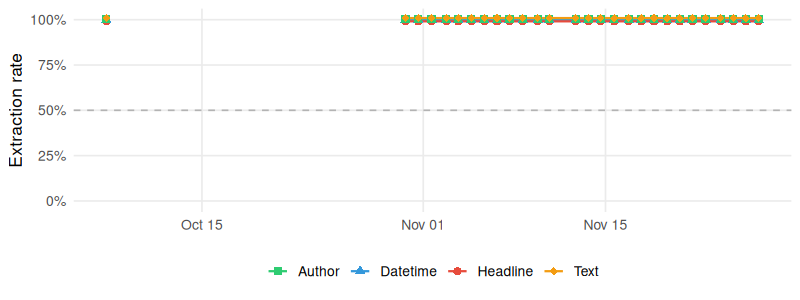 Extraction rate
100%
75%
50%
25%
0%
Oct 15 Nov 01 Nov 15
Author Datetime Headline Text